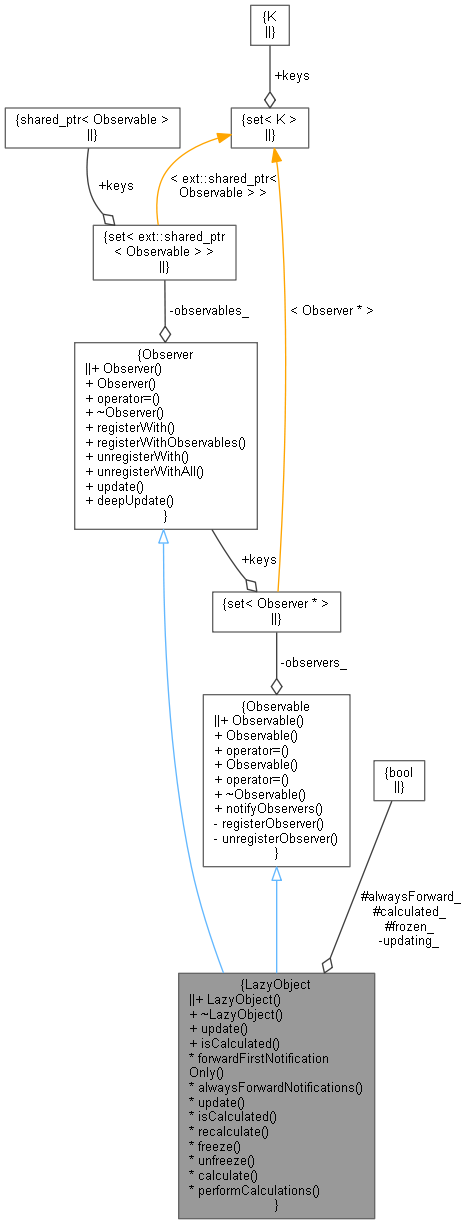 {K
||}
+keys
{shared_ptr< Observable >
||}
{set< K >
||}
+keys
< ext::shared_ptr<
Observable > >
{set< ext::shared_ptr
< Observable > >
||}
-observables_
< Observer * >
{Observer
||+ Observer()
+ Observer()
+ operator=()
+ ~Observer()
+ registerWith()
+ registerWithObservables()
+ unregisterWith()
+ unregisterWithAll()
+ update()
+ deepUpdate()
}
+keys
{set< Observer * >
||}
-observers_
{Observable
||+ Observable()
+ Observable()
+ operator=()
+ Observable()
+ operator=()
+ ~Observable()
+ notifyObservers()
- registerObserver()
- unregisterObserver()
}
{bool
||}
#alwaysForward_
#calculated_
#frozen_
-updating_
{LazyObject
||+ LazyObject()
+ ~LazyObject()
+ update()
+ isCalculated()
* forwardFirstNotification
Only()
* alwaysForwardNotifications()
* update()
* isCalculated()
* recalculate()
* freeze()
* unfreeze()
* calculate()
* performCalculations()
}